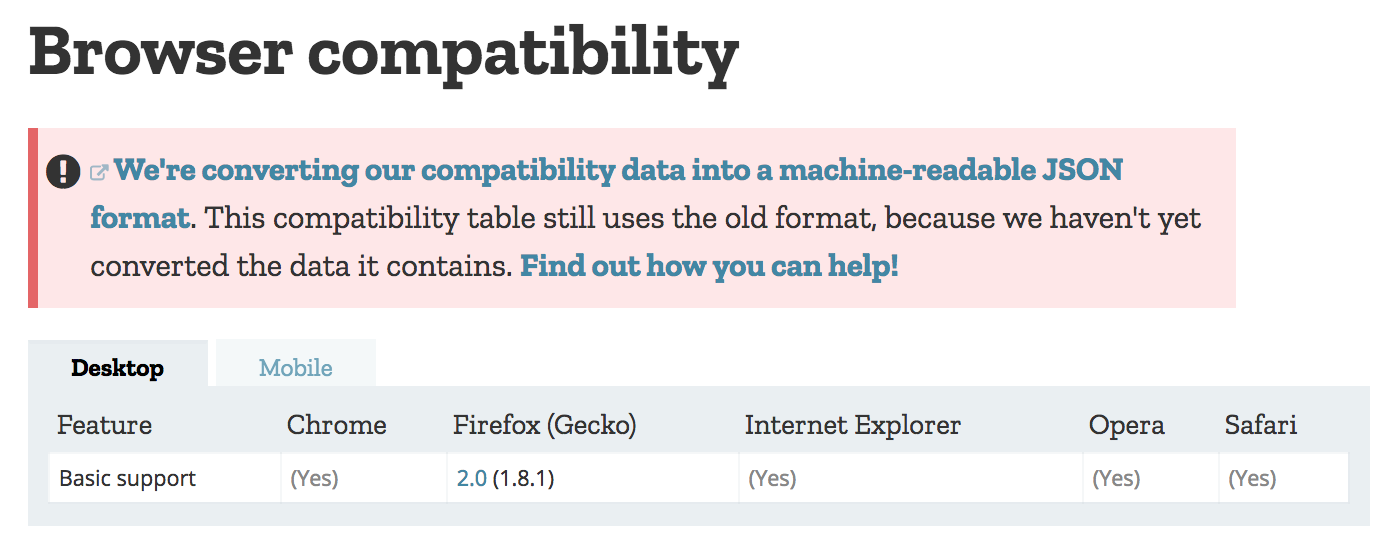 Browser compatibility
We're converting our compatibility data into a machine-readable JSON
format. This compatibility table still uses the old format, because we haven't yet
converted the data it contains. Find out how you can help!
Desktop Mobile
Feature Chrome Firefox (Gecko) Internet Explorer Opera Safari
Basic support (Yes) 2.0 (1.8.1) (Yes) (Yes) (Yes)